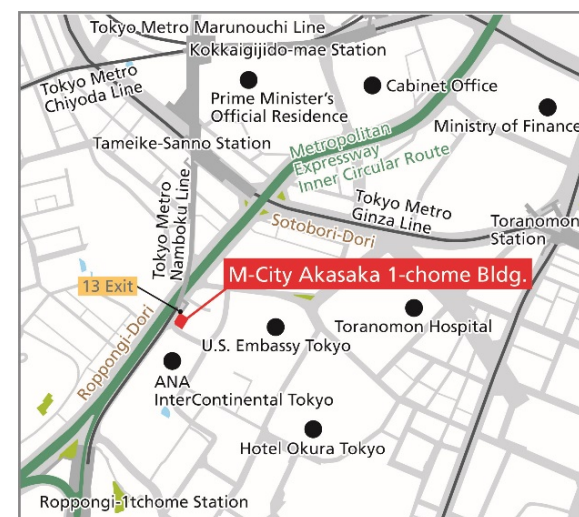 Tokyo Metro Marunouchi Line
Kokkaigijido-mae Station
Tokyo Metro
Chiyoda Line
Prime Minister's
Official Residence
Cabinet Office
Ministry of Finance
Tameike-Sanno Station
Metropolitan
Expressway
Inner Circular Route
Tokyo Metro
Namboku Line
Sotobori-Dori
Tokyo Metro
Ginza Line
Toranomon
Station
M-City Akasaka 1-chome Bldg.
13 Exit
Roppongi-Dori
U.S. Embassy Tokyo
Toranomon Hospital
ANA
InterContinental Tokyo
Hotel Okura Tokyo
Roppongi-1tchome Station